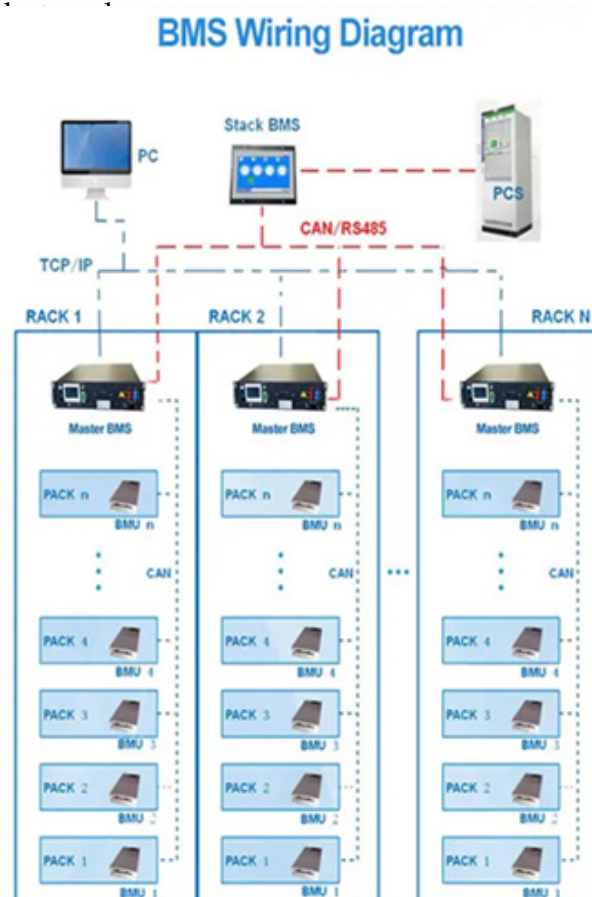 BMS Wiring Diagram
Stack BMS
PC
PCS
CAN/RS485
TCP/IP
RACK 1
RACK 2
RACK N
Master BMS
Master BMS
Master BMS
PACK n
PACK n
PACK n
BMU n
BMU n
BMU n
CAN
CAN
...
CAN
PACK 4
PACK 4
PACK 4
BMU 4
BMU 4
BMU 4
PACK 3
PACK 3
PACK 3
BMU 3
BMU 3
BMU 3
PACK 2
PACK 2
PACK 2
BMU 2
BMU 2
BMU 2
PACK 1
PACK 1
PACK 1
BMU 1
BMU 1
BMU 1